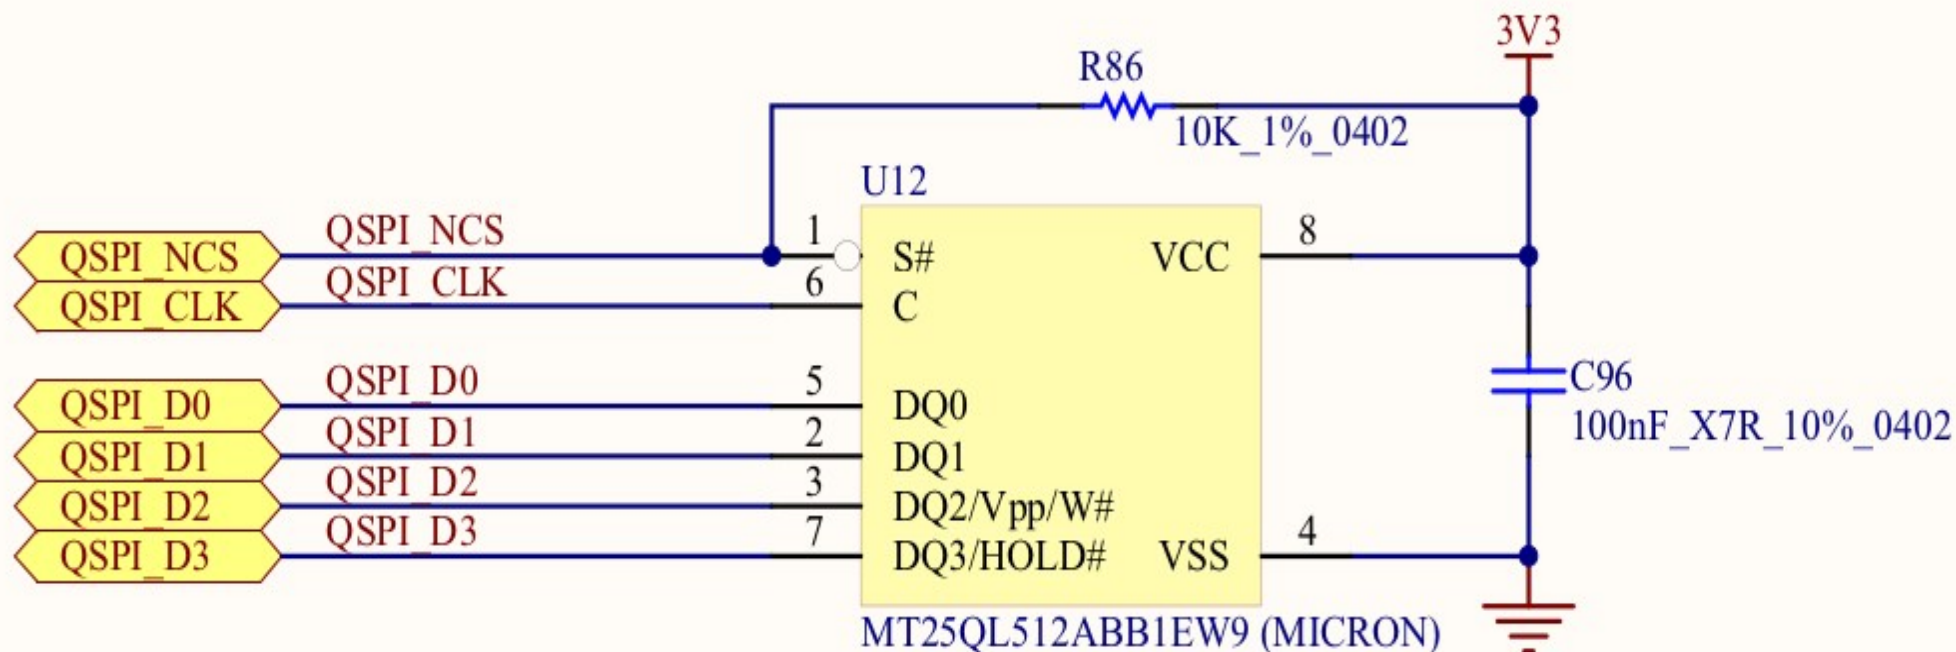 3V3
R86
10K_1%_0402
U12
QSPI_NCS QSPI_NCS 1 S# VCC 8
QSPI_CLK QSPI_CLK 6 C
QSPI_D0 QSPI_D0 5 DQ0
C96
100nF_X7R_10%_0402
QSPI_D1 QSPI_D1 2 DQ1
QSPI_D2 QSPI_D2 3 DQ2/Vpp/W#
QSPI_D3 QSPI_D3 7 DQ3/HOLD# VSS 4
MT25QL512ABB1EW9 (MICRON)